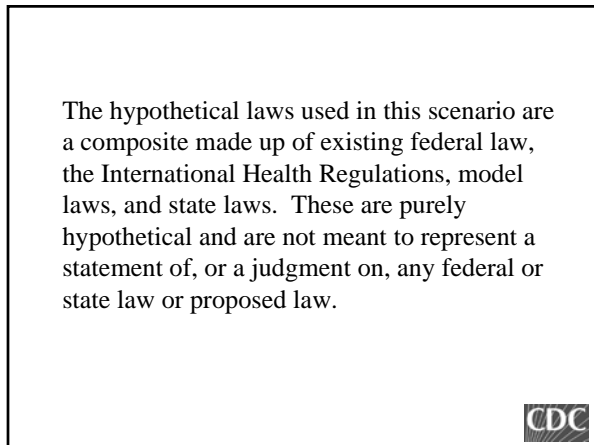 The hypothetical laws used in this scenario are
a composite made up of existing federal law,
the International Health Regulations, model
laws, and state laws.  These are purely
hypothetical and are not meant to represent a
statement of, or a judgment on, any federal or
state law or proposed law.
CDC